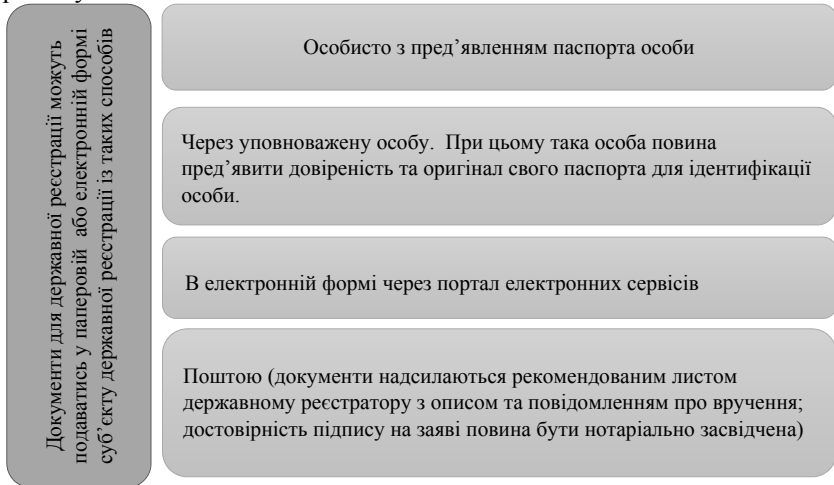 Документи для державної реєстрації можуть
подаватись у паперовій або електронній формі
суб’єкту державної реєстрації із таких способів
Особисто з пред’явленням паспорта особи
Через уповноважену особу. При цьому така особа повина
пред’явити довіреність та оригінал свого паспорта для ідентифікації
особи.
В електронній формі через портал електронних сервісів
Поштою (документи надсилаються рекомендованим листом
державному реєстратору з описом та повідомленням про вручення;
достовірність підпису на заяві повина бути нотаріально засвідчена)